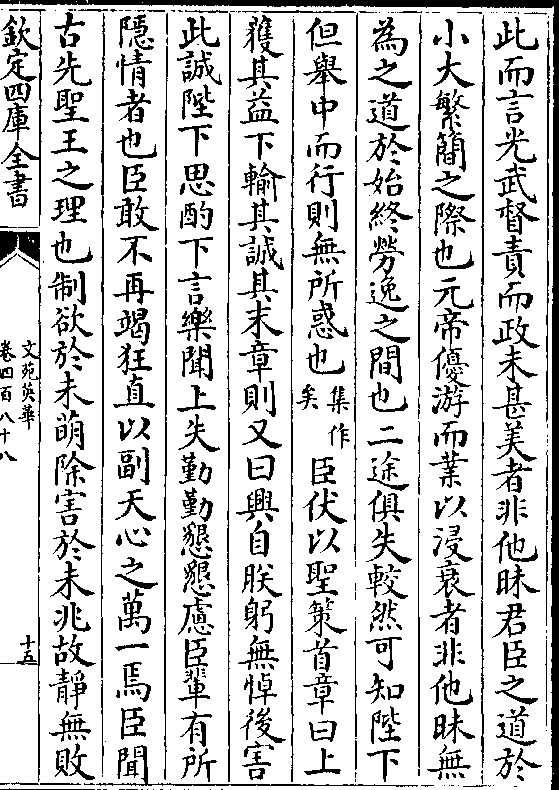 此而言光武督責而政未甚美者非他昧君臣之道於
小大繁簡之際也元帝優游而業以浸衰者非他昧無
為之道於始終勞逸之間也二途俱失較然可知陛下
但舉中而行則無所惑也集作矣臣伏以聖策首章曰上
獲其益下輸其誠其末章則又曰興自朕躬無悼後害
此誠陛下思酌下言樂聞上失勤勤懇懇慮臣輩有所
隱情者也臣敢不再竭狂直以副天心之萬一焉臣聞
古先聖王之理也制欲於未萌除害於未兆故靜無敗
欽定四庫全書
文苑英華
卷四百八十八
十五